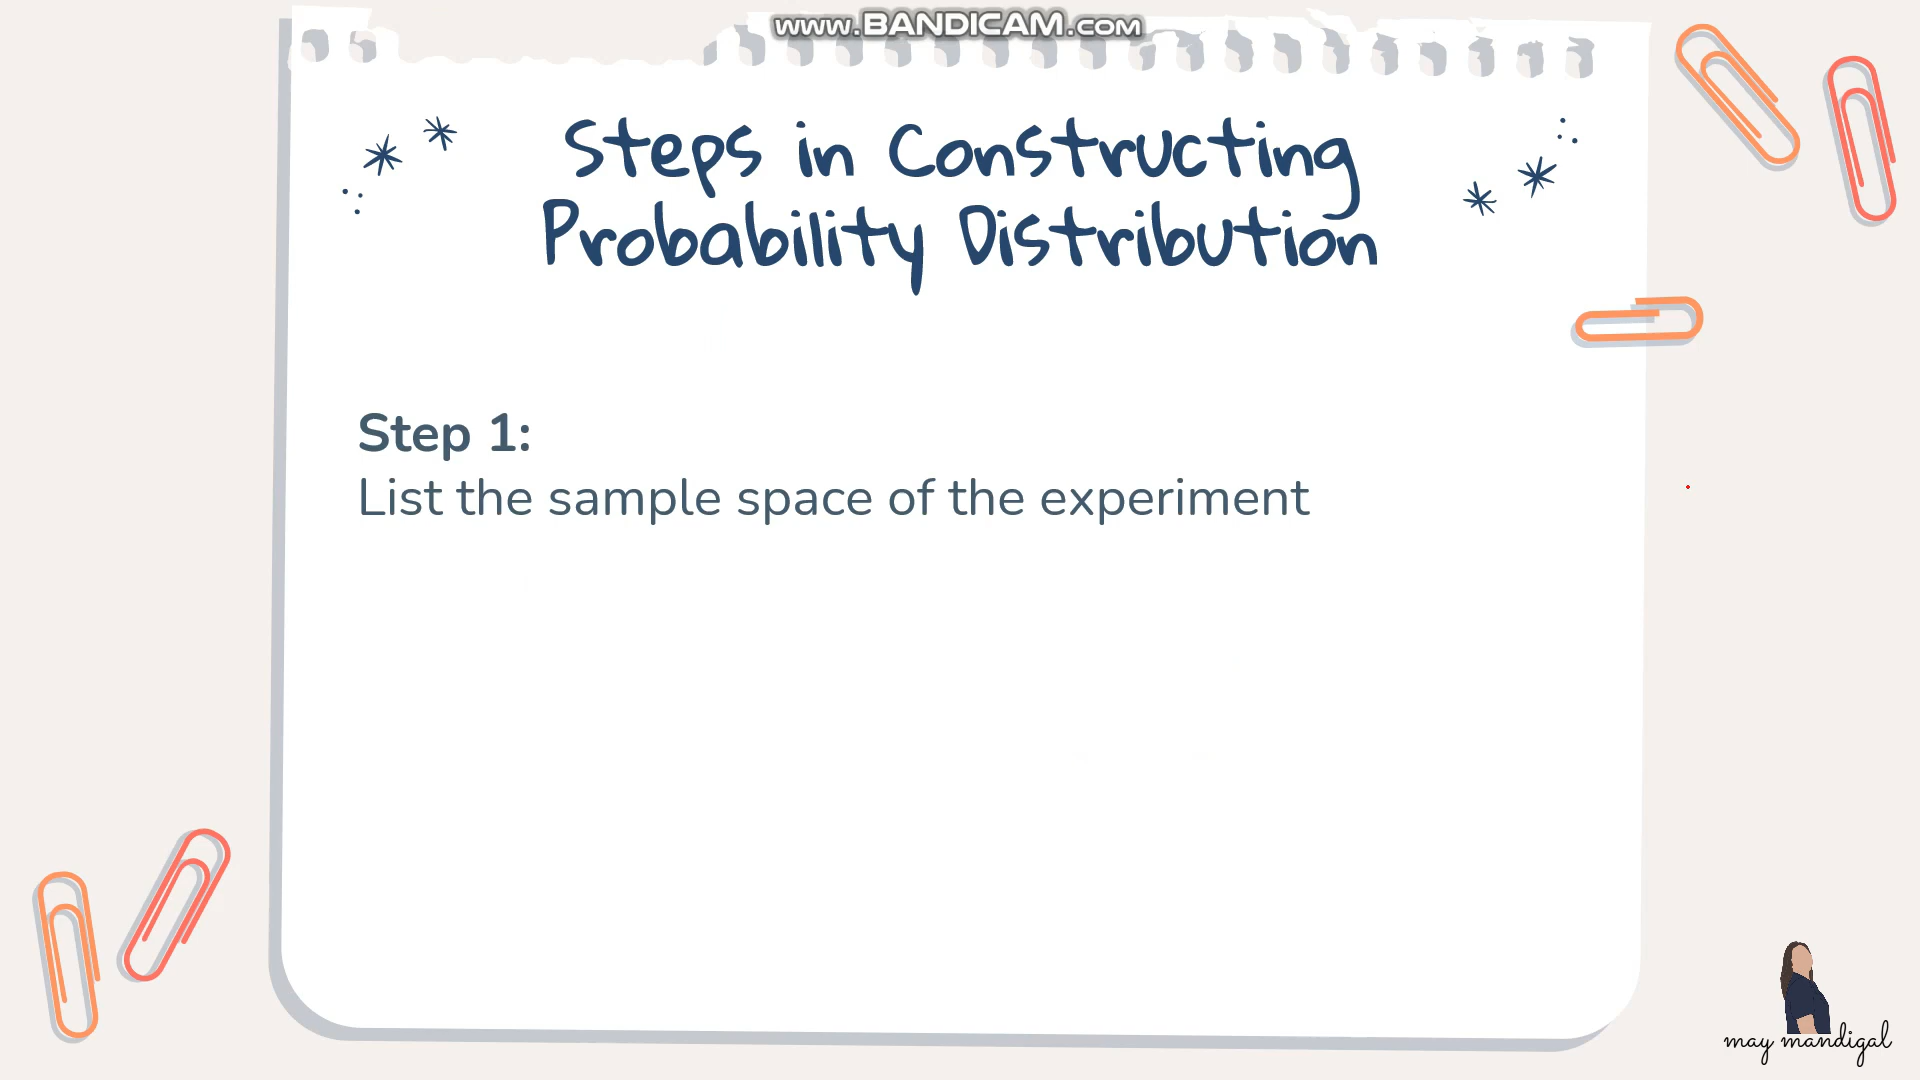 www.BANDICAM.com
Steps in Constructing
Probability Distribution
Step 1:
List the sample space of the experiment
may mandigal